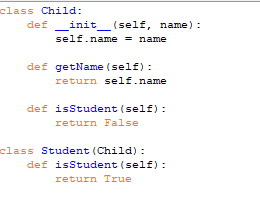 class Child:
    def __init__(self, name):
        self.name = name

    def getName(self):
        return self.name

    def isStudent(self):
        return False

class Student(Child):
    def isStudent(self):
        return True